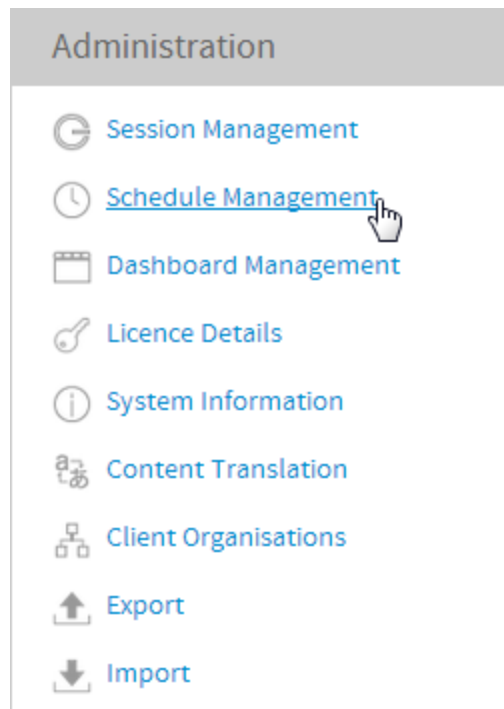 Administration
Session Management
Schedule Management
Dashboard Management
Licence Details
System Information
Content Translation
Client Organisations
Export
Import